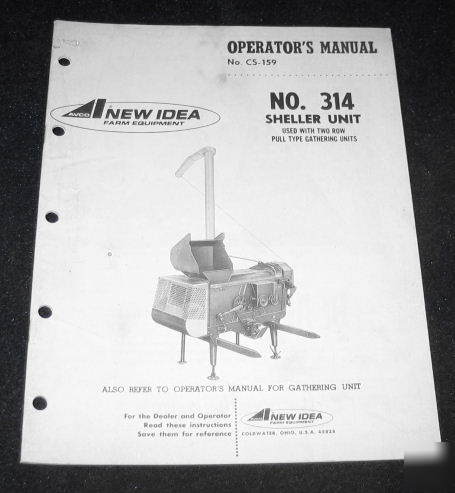 OPERATOR'S MANUAL
No. CS-159
AVCO NEW IDEA
FARM EQUIPMENT
NO. 314
SHELLER UNIT
USED WITH TWO ROW
PULL TYPE GATHERING UNITS
ALSO REFER TO OPERATOR'S MANUAL FOR GATHERING UNIT
For the Dealer and Operator
Read these instructions
Save them for reference
AVCO NEW IDEA
FARM EQUIPMENT
COLDWATER, OHIO, U.S.A. 45828